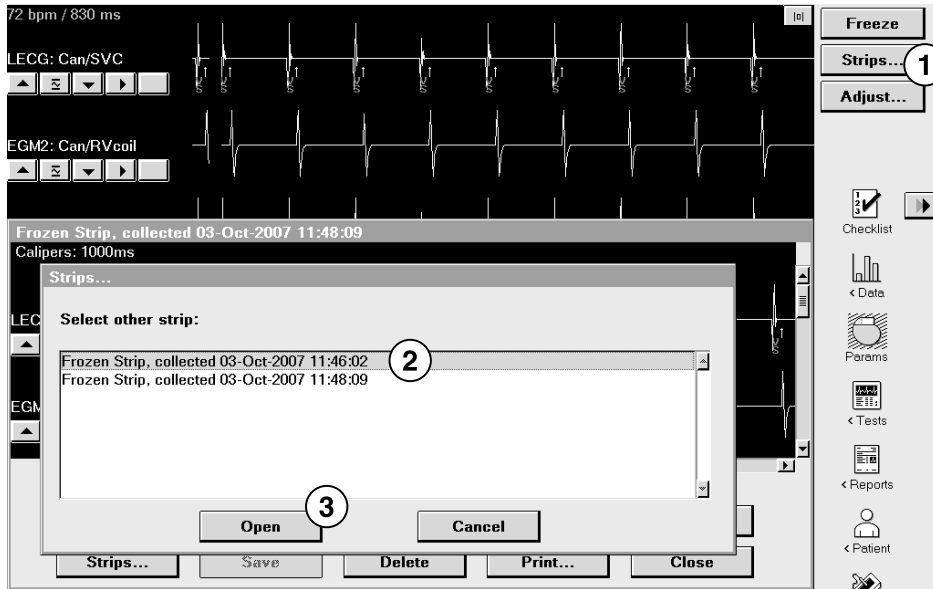 72 bpm / 830 ms
LECG: Can/SVC
EGM2: Can/RVcoil
Freeze
Strips...
1
Adjust...
Checklist
< Data
Params
< Tests
< Reports
< Patient
Frozen Strip, collected 03-Oct-2007 11:48:09
Calipers: 1000ms
LEC
EGM
Strips...
Select other strip:
Frozen Strip, collected 03-Oct-2007 11:46:02
2
Frozen Strip, collected 03-Oct-2007 11:48:09
3
Open
Cancel
Strips...
Save
Delete
Print...
Close